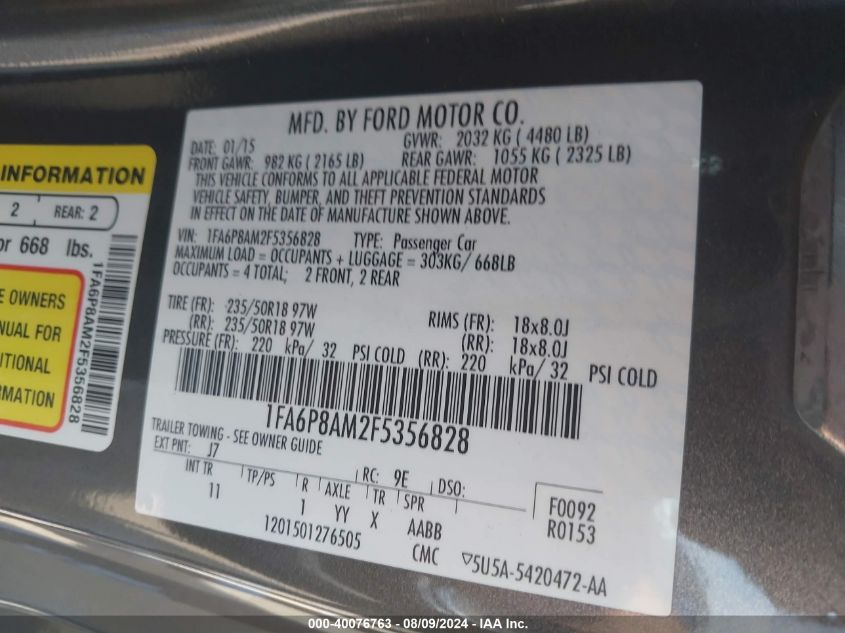 INFORMATION
2 REAR: 2
or 668 lbs.
E OWNERS
NUAL FOR
ITIONAL
RMATION
1FA6P8AM2F5356828
MFD. BY FORD MOTOR CO.
DATE: 01/15 GVWR: 2032 KG ( 4480 LB)
FRONT GAWR: 982 KG ( 2165 LB) REAR GAWR: 1055 KG ( 2325 LB)
THIS VEHICLE CONFORMS TO ALL APPLICABLE FEDERAL MOTOR
VEHICLE SAFETY, BUMPER, AND THEFT PREVENTION STANDARDS
IN EFFECT ON THE DATE OF MANUFACTURE SHOWN ABOVE.
VIN: 1FA6P8AM2F5356828 TYPE: Passenger Car
MAXIMUM LOAD = OCCUPANTS + LUGGAGE = 303KG/ 668LB
OCCUPANTS = 4 TOTAL; 2 FRONT, 2 REAR
TIRE (FR): 235/50R18 97W RIMS (FR): 18x8.0J
(RR): 235/50R18 97W (RR): 18x8.0J
PRESSURE (FR): 220 kPa/ 32 PSI COLD (RR): 220 kPa/ 32 PSI COLD
1FA6P8AM2F5356828
TRAILER TOWING - SEE OWNER GUIDE
EXT PNT: J7 RC: 9E DSO:
INT TR TP/PS R AXLE TR SPR
11 1 YY X AABB
F0092
R0153
1201501276505 CMC ▽5U5A-5420472-AA
000-40076763 - 08/09/2024 - IAA Inc.